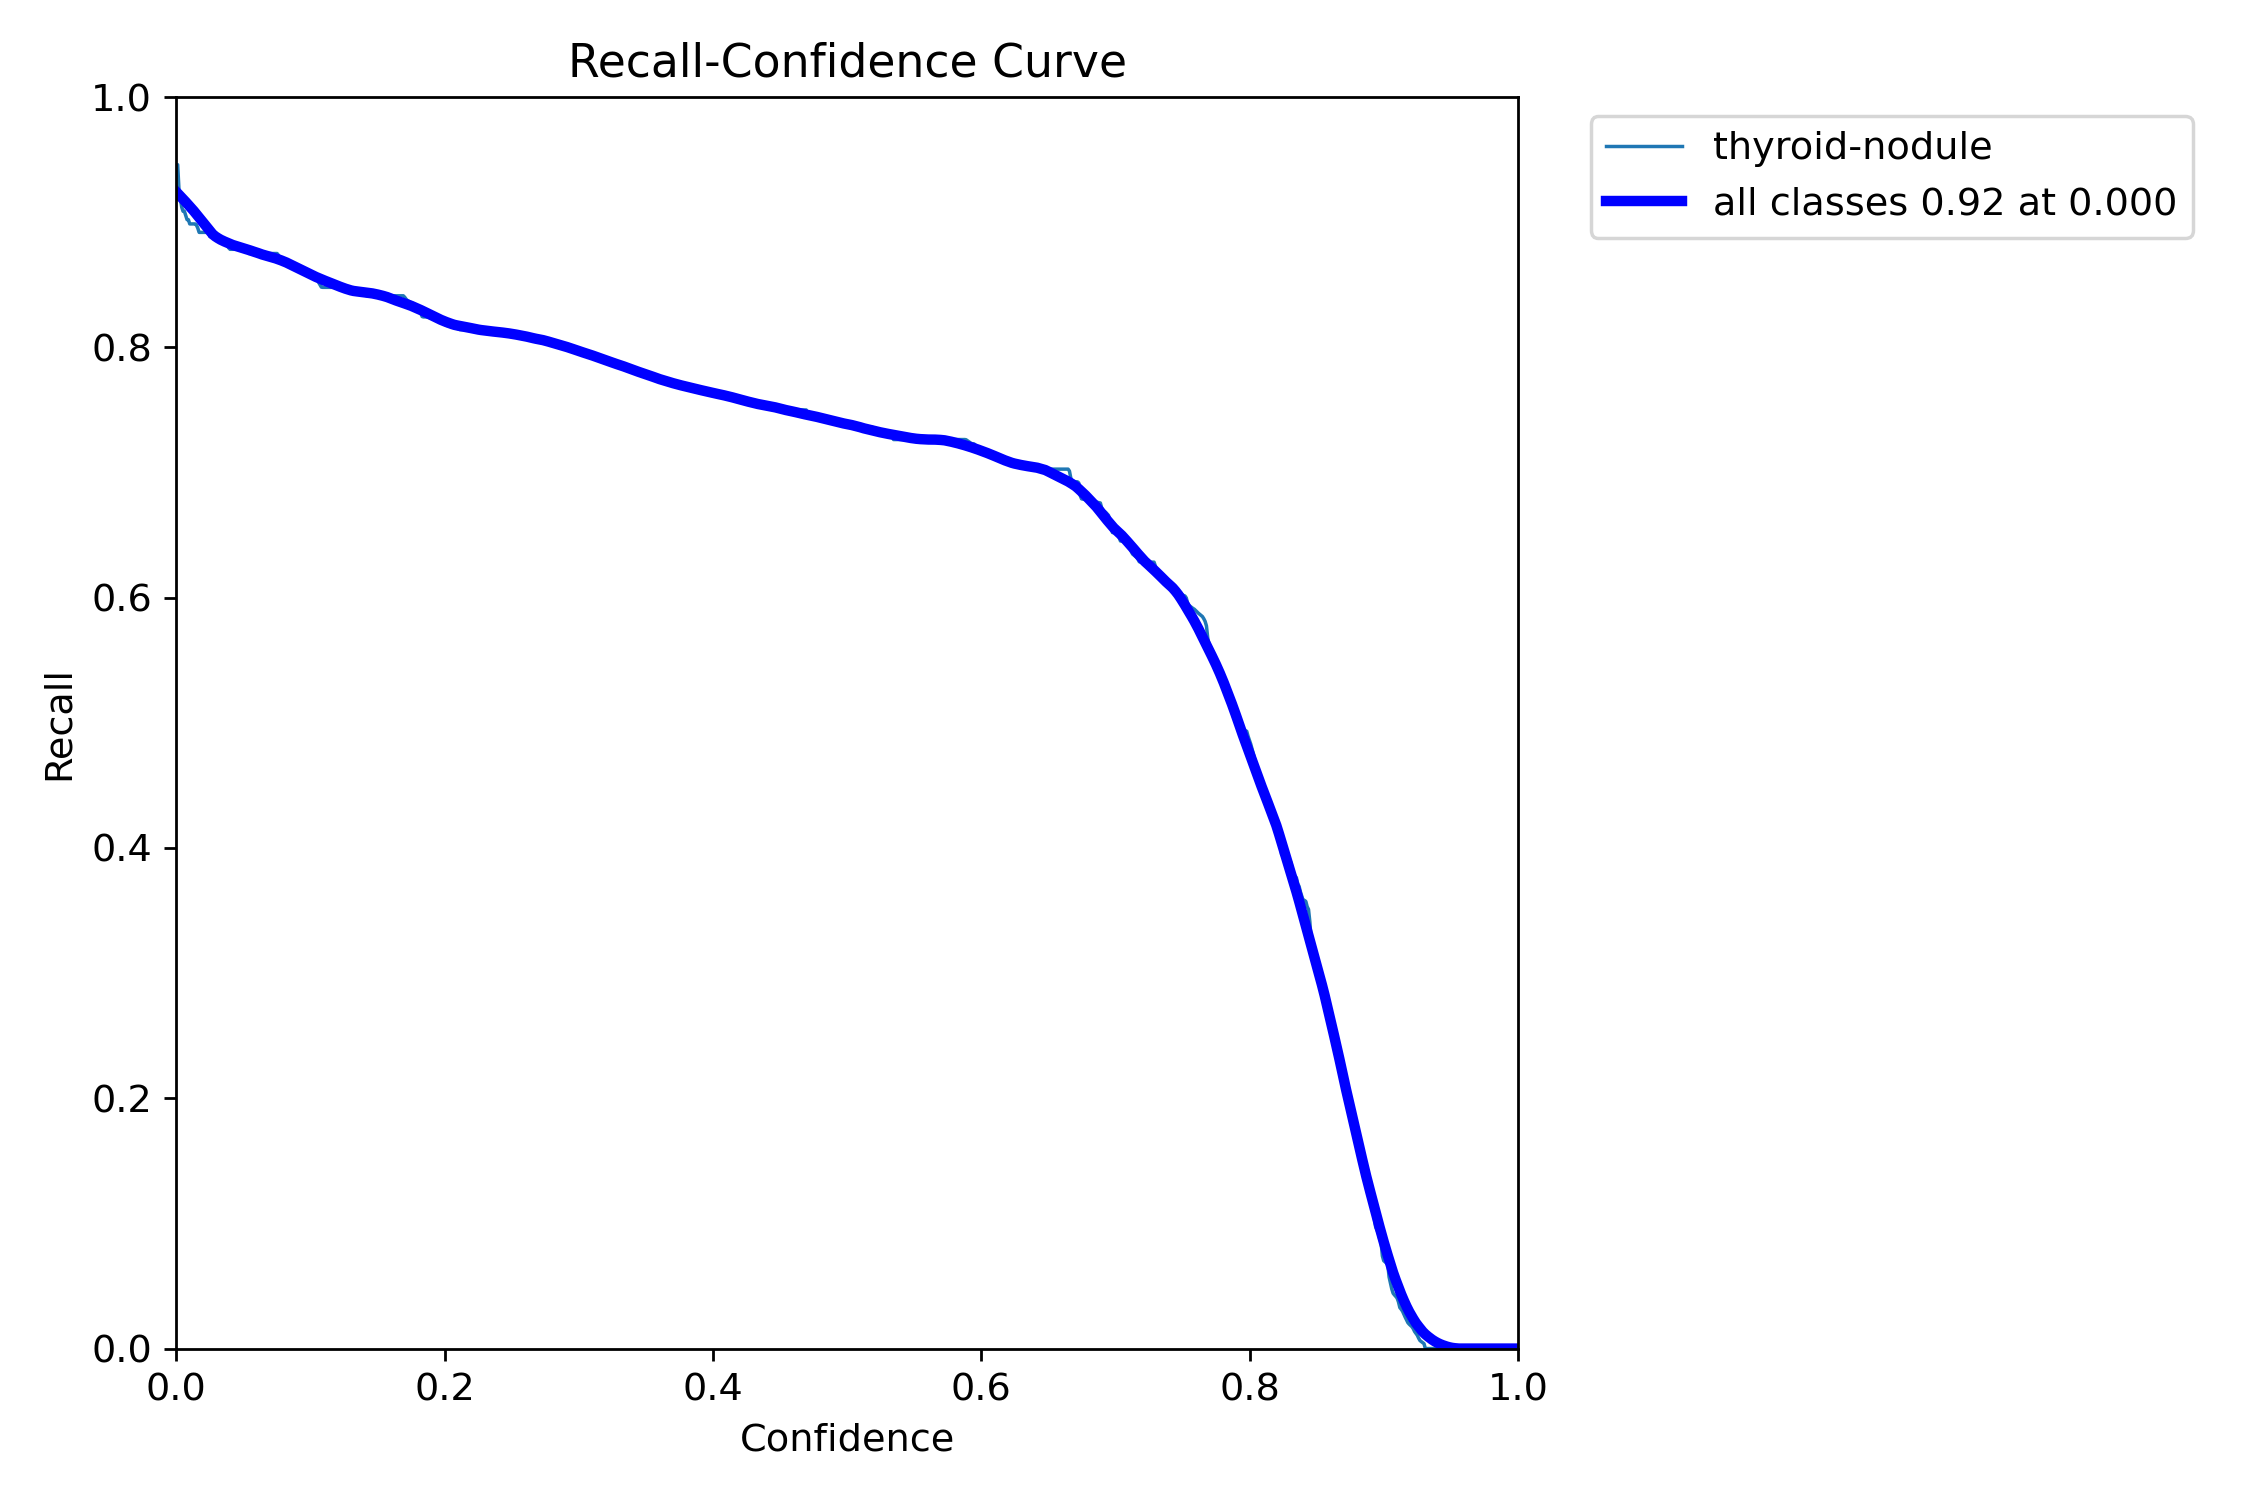 Recall-Confidence Curve
1.0
0.8
0.6
0.4
0.2
0.0
Recall
0.0 0.2 0.4 0.6 0.8 1.0
Confidence
thyroid-nodule
all classes 0.92 at 0.000